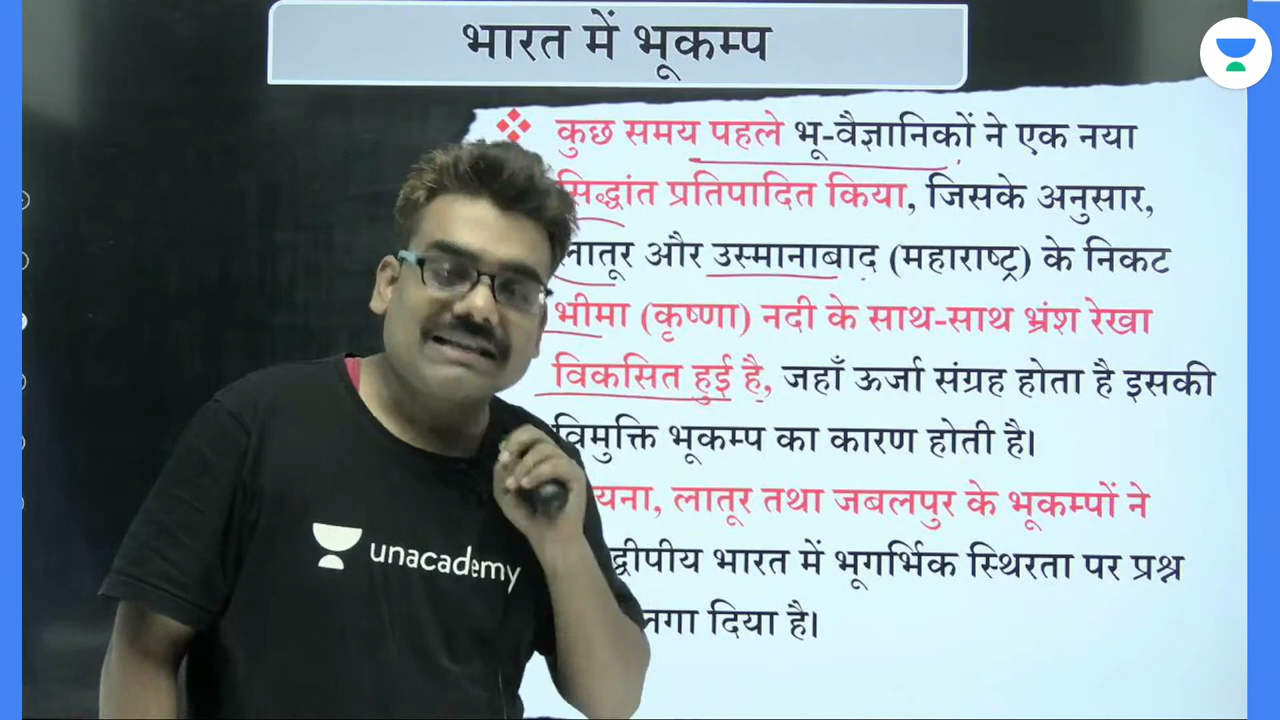 भारत में भूकम्प
कुछ समय पहले भू-वैज्ञानिकों ने एक नया
सिद्धांत प्रतिपादित किया, जिसके अनुसार,
लातूर और उस्मानाबाद (महाराष्ट्र) के निकट
भीमा (कृष्णा) नदी के साथ-साथ भ्रंश रेखा
विकसित हुई है, जहाँ ऊर्जा संग्रह होता है इसकी
विमुक्ति भूकम्प का कारण होती है।
यना, लातूर तथा जबलपुर के भूकम्पों ने
द्वीपीय भारत में भूगर्भिक स्थिरता पर प्रश्न
लगा दिया है।
unacademy